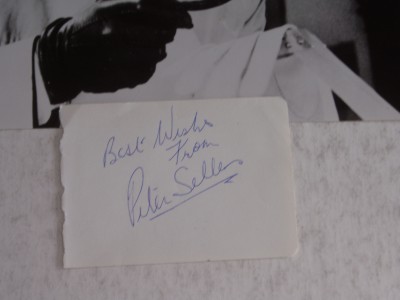 Best Wishes
From
Peter Sellers